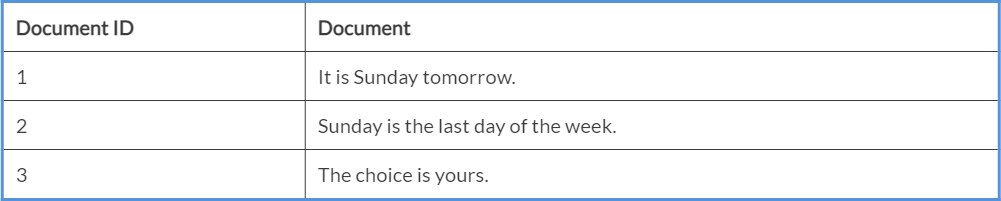 Document ID Document
1 It is Sunday tomorrow.
2 Sunday is the last day of the week.
3 The choice is yours.